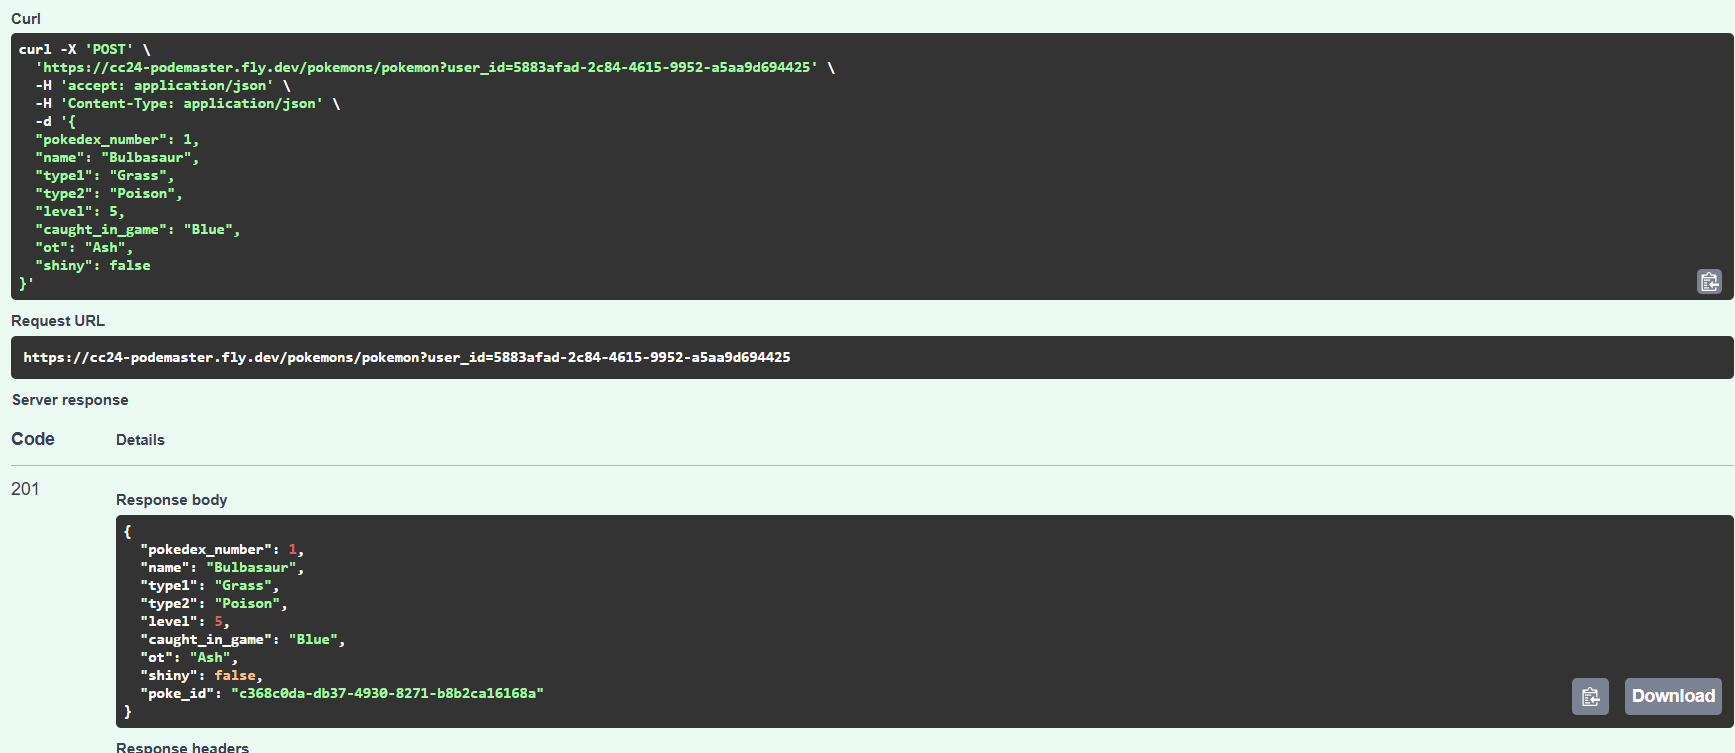 Curl
curl -X 'POST' \
'https://cc24-podemaster.fly.dev/pokemons/pokemon?user_id=5883afad-2c84-4615-9952-a5aa9d694425' \
-H 'accept: application/json' \
-H 'Content-Type: application/json' \
-d '{
"pokedex_number": 1,
"name": "Bulbasaur",
"type1": "Grass",
"type2": "Poison",
"level": 5,
"caught_in_game": "Blue",
"ot": "Ash",
"shiny": false
}'
Request URL
https://cc24-podemaster.fly.dev/pokemons/pokemon?user_id=5883afad-2c84-4615-9952-a5aa9d694425
Server response
Code Details
201
Response body
{
"pokedex_number": 1,
"name": "Bulbasaur",
"type1": "Grass",
"type2": "Poison",
"level": 5,
"caught_in_game": "Blue",
"ot": "Ash",
"shiny": false,
"poke_id": "c368c0da-db37-4930-8271-b8b2ca16168a"
}
Download
Response headers